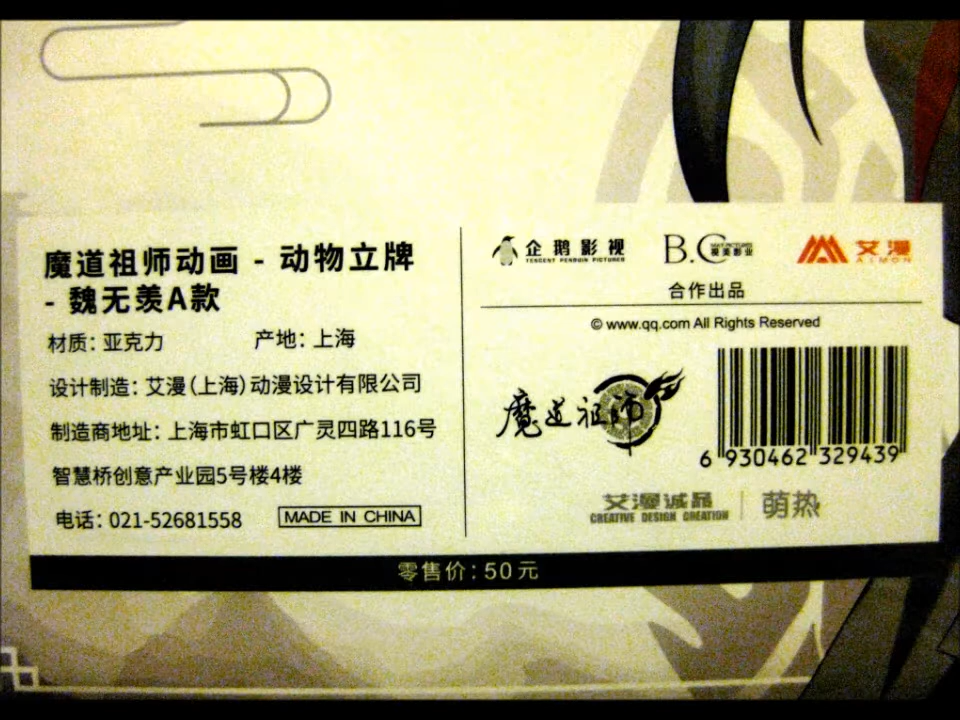 魔道祖师动画 - 动物立牌
- 魏无羡A款
材质：亚克力 产地：上海
设计制造：艾漫（上海）动漫设计有限公司
制造商地址：上海市虹口区广灵四路116号
智慧桥创意产业园5号楼4楼
电话：021-52681558 MADE IN CHINA
企鹅影视
TENCENT PENGUIN PICTURES
B.C
视美影业
艾漫
AIMON
合作出品
© www.qq.com All Rights Reserved
魔道祖师
6 930462 329439
艾漫诚品
CREATIVE DESIGN CREATION
萌热
零售价：50元